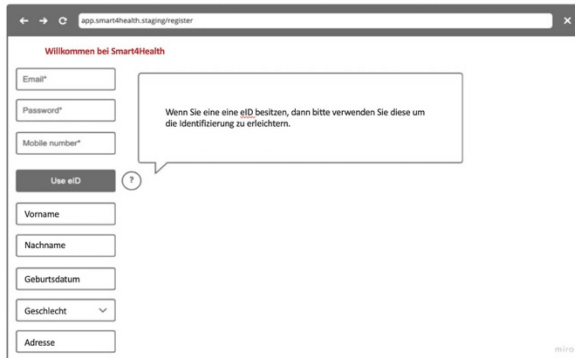 app.smart4health.staging/register
Willkommen bei Smart4Health
Email*
Password*
Wenn Sie eine eine eID besitzen, dann bitte verwenden Sie diese um
die Identifizierung zu erleichtern.
Mobile number*
Use eID
?
Vorname
Nachname
Geburtsdatum
Geschlecht
Adresse
miro